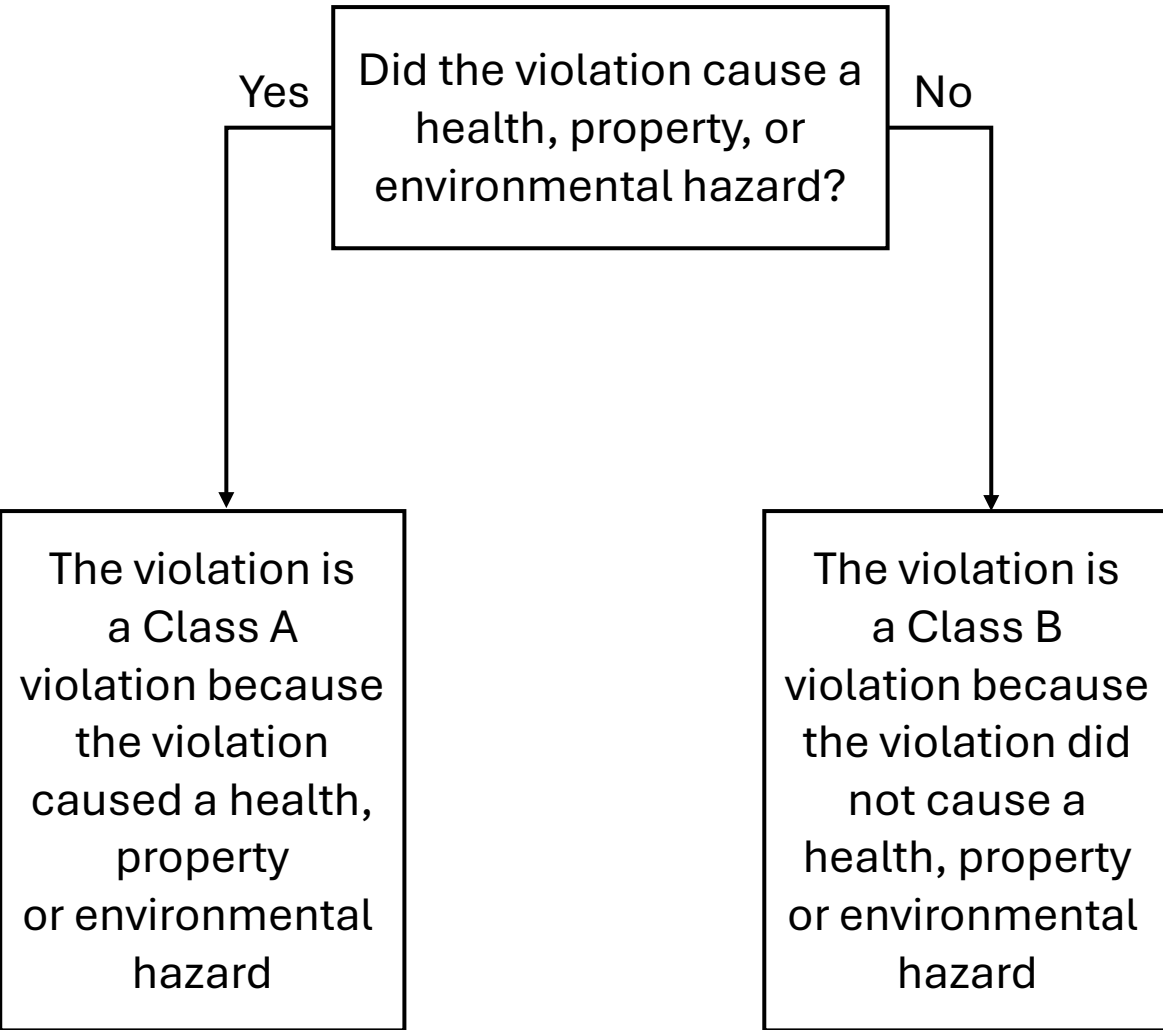 Did the violation cause a
health, property, or
environmental hazard?
Yes
No
The violation is
a Class A
violation because
the violation
caused a health,
property
or environmental
hazard
The violation is
a Class B
violation because
the violation did
not cause a
health, property
or environmental
hazard